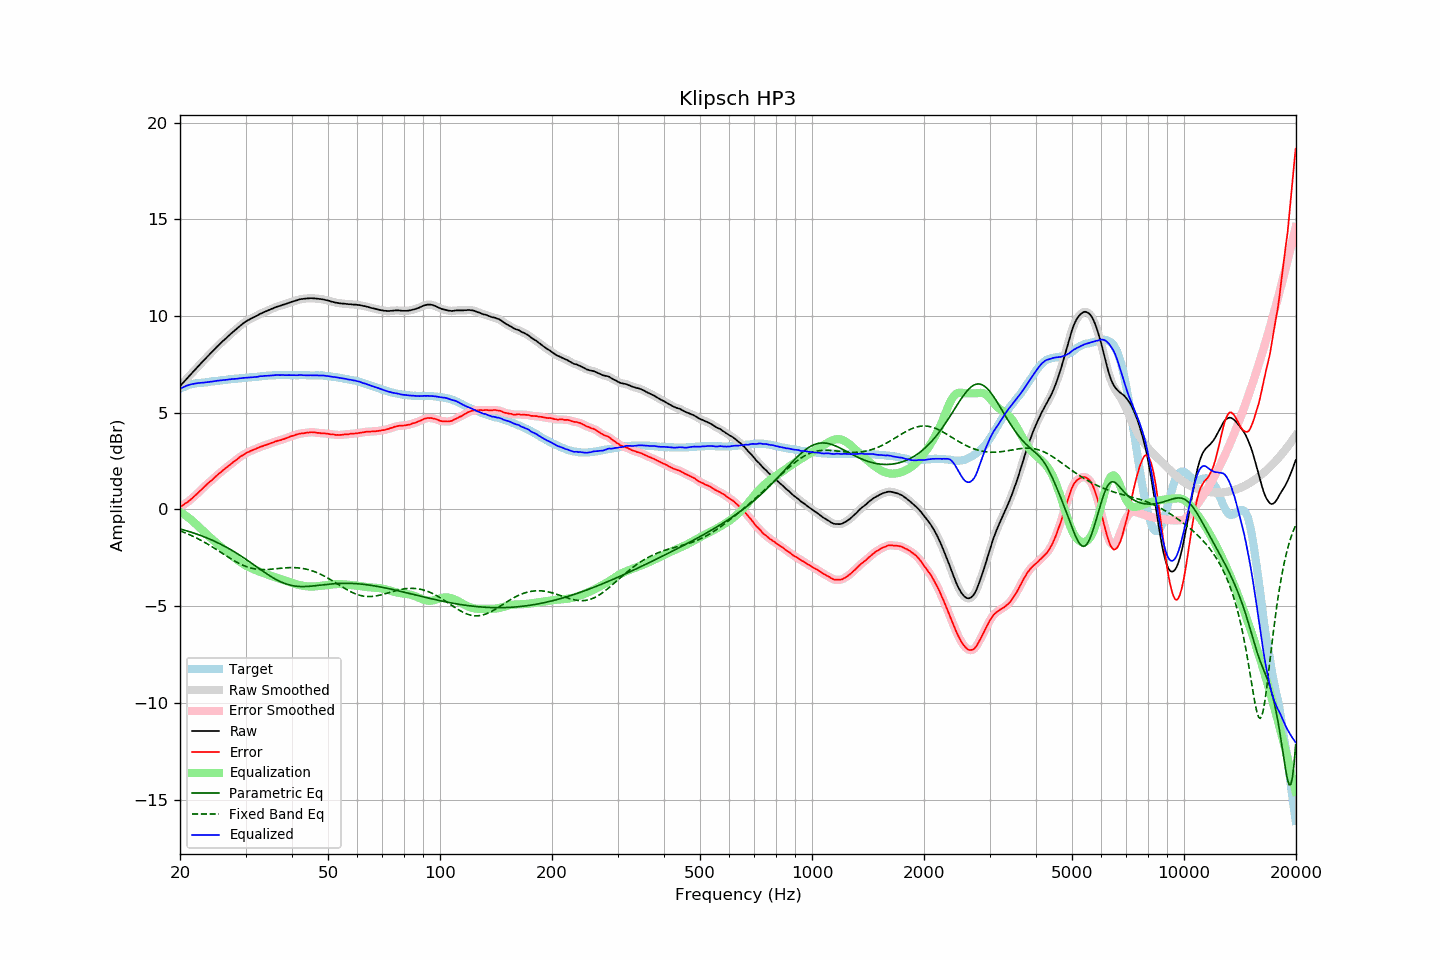 Klipsch HP3
Amplitude (dBr)
20
15
10
5
0
−5
−10
−15
Target
Raw Smoothed
Error Smoothed
Raw
Error
Equalization
Parametric Eq
Fixed Band Eq
Equalized
20 50 100 200 500 1000 2000 5000 10000 20000
Frequency (Hz)